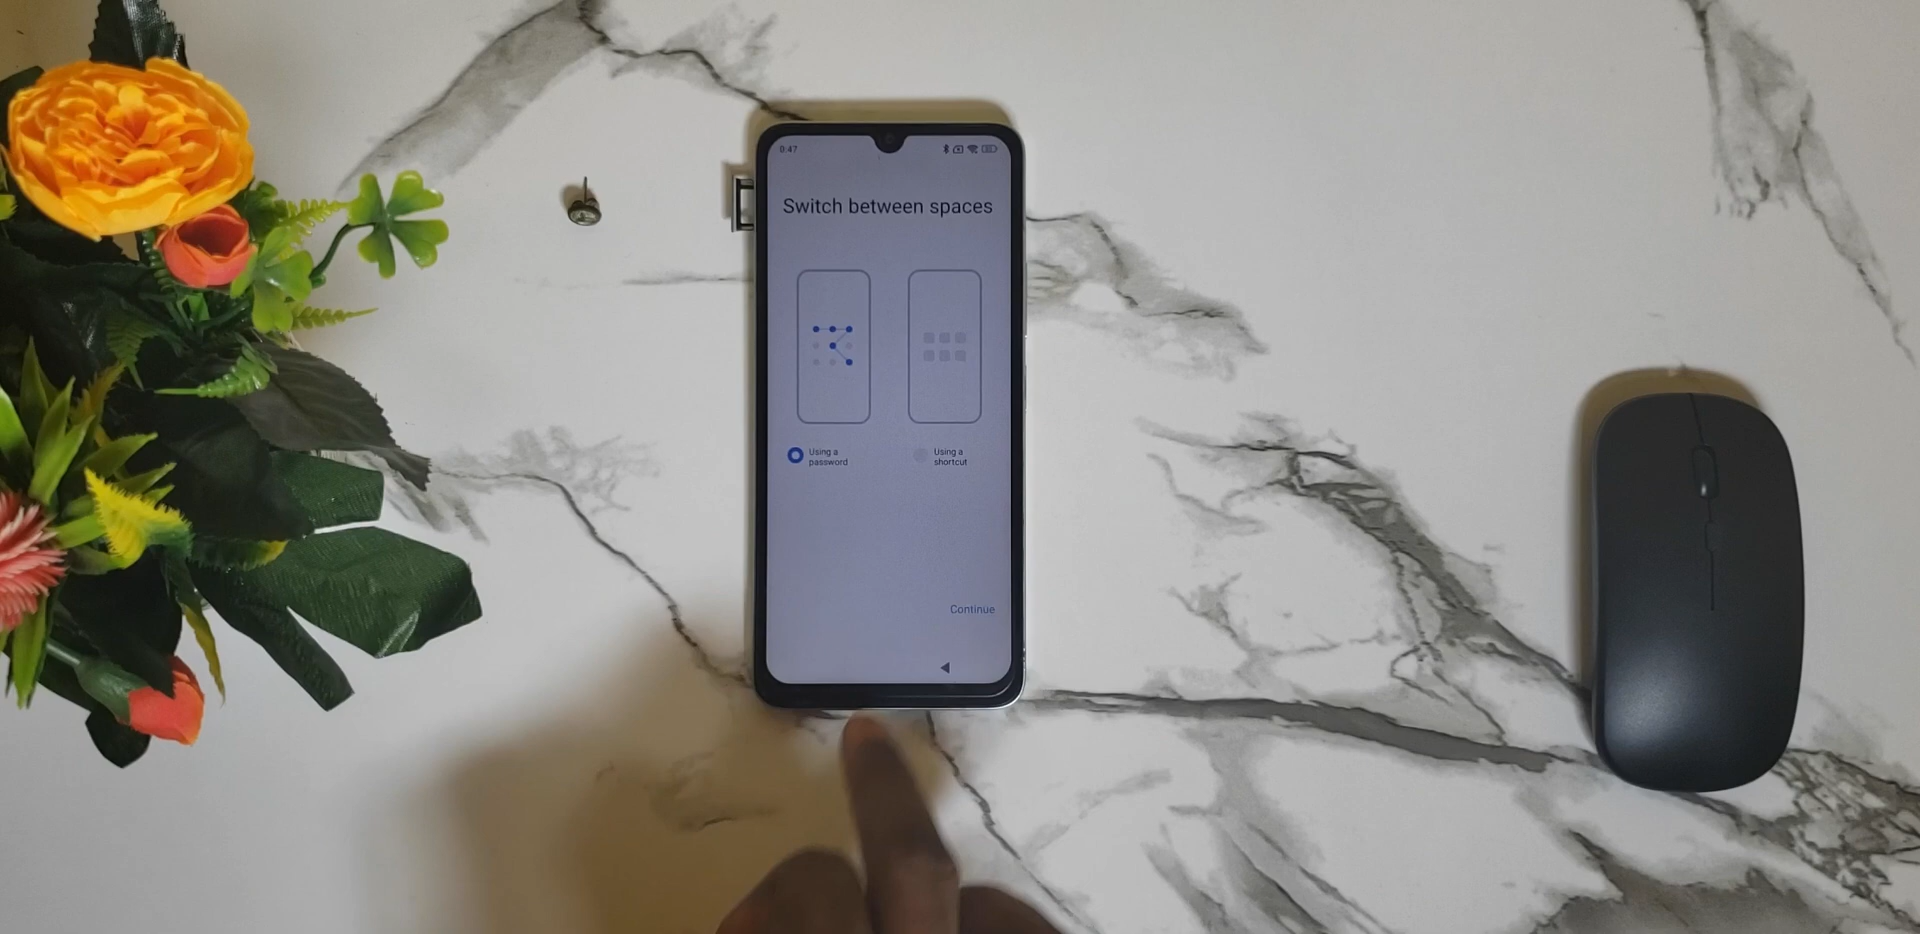 0:47
Switch between spaces
Using a
password
Using a
shortcut
Continue